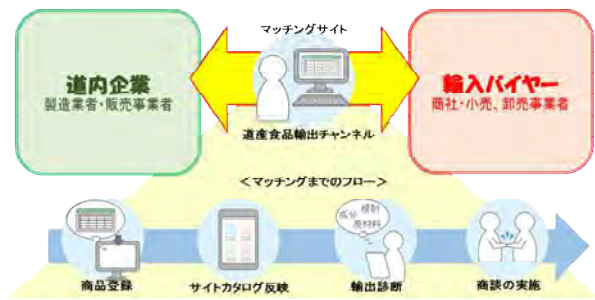 マッチングサイト
道内企業
製造業者・販売事業者
輸入バイヤー
商社・小売、卸売事業者
道産食品輸出チャンネル
＜マッチングまでのフロー＞
成分 規制
原材料
商品登録
サイトカタログ反映
輸出診断
商談の実施